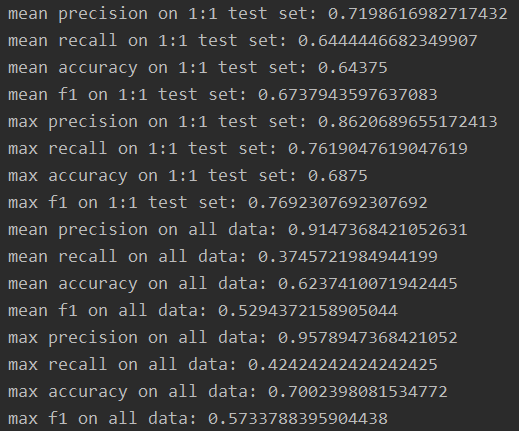 mean precision on 1:1 test set: 0.7198616982717432
mean recall on 1:1 test set: 0.6444446682349907
mean accuracy on 1:1 test set: 0.64375
mean f1 on 1:1 test set: 0.6737943597637083
max precision on 1:1 test set: 0.8620689655172413
max recall on 1:1 test set: 0.7619047619047619
max accuracy on 1:1 test set: 0.6875
max f1 on 1:1 test set: 0.7692307692307692
mean precision on all data: 0.9147368421052631
mean recall on all data: 0.3745721984944199
mean accuracy on all data: 0.6237410071942445
mean f1 on all data: 0.5294372158905044
max precision on all data: 0.9578947368421052
max recall on all data: 0.42424242424242425
max accuracy on all data: 0.7002398081534772
max f1 on all data: 0.5733788395904438